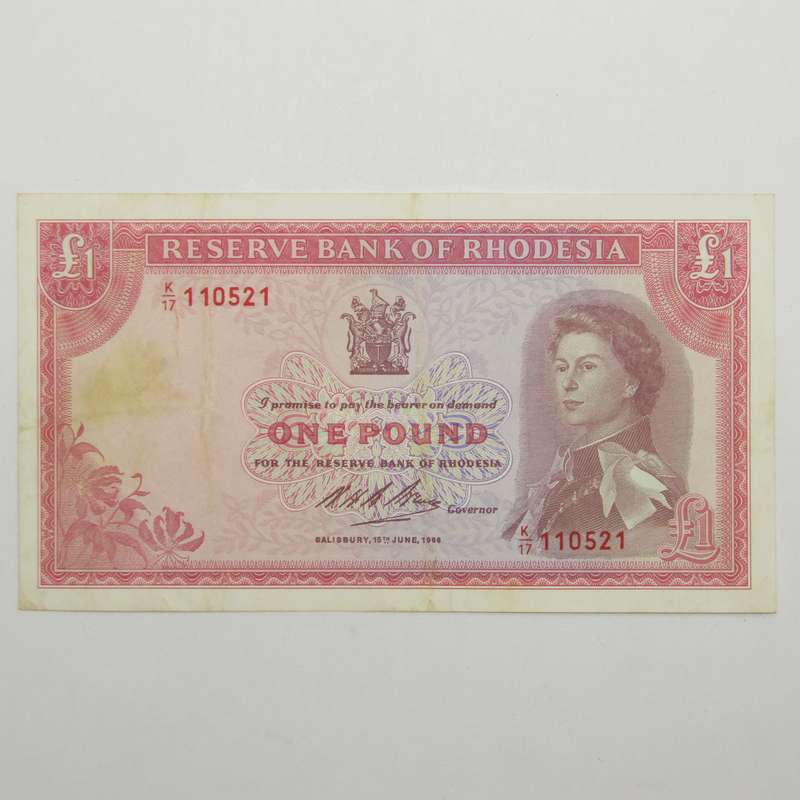 RESERVE BANK OF RHODESIA
£1
£1
K/17 110521
I promise to pay the bearer on demand
ONE POUND
FOR THE RESERVE BANK OF RHODESIA
Governor
SALISBURY, 15TH JUNE, 1966
K/17 110521
£1